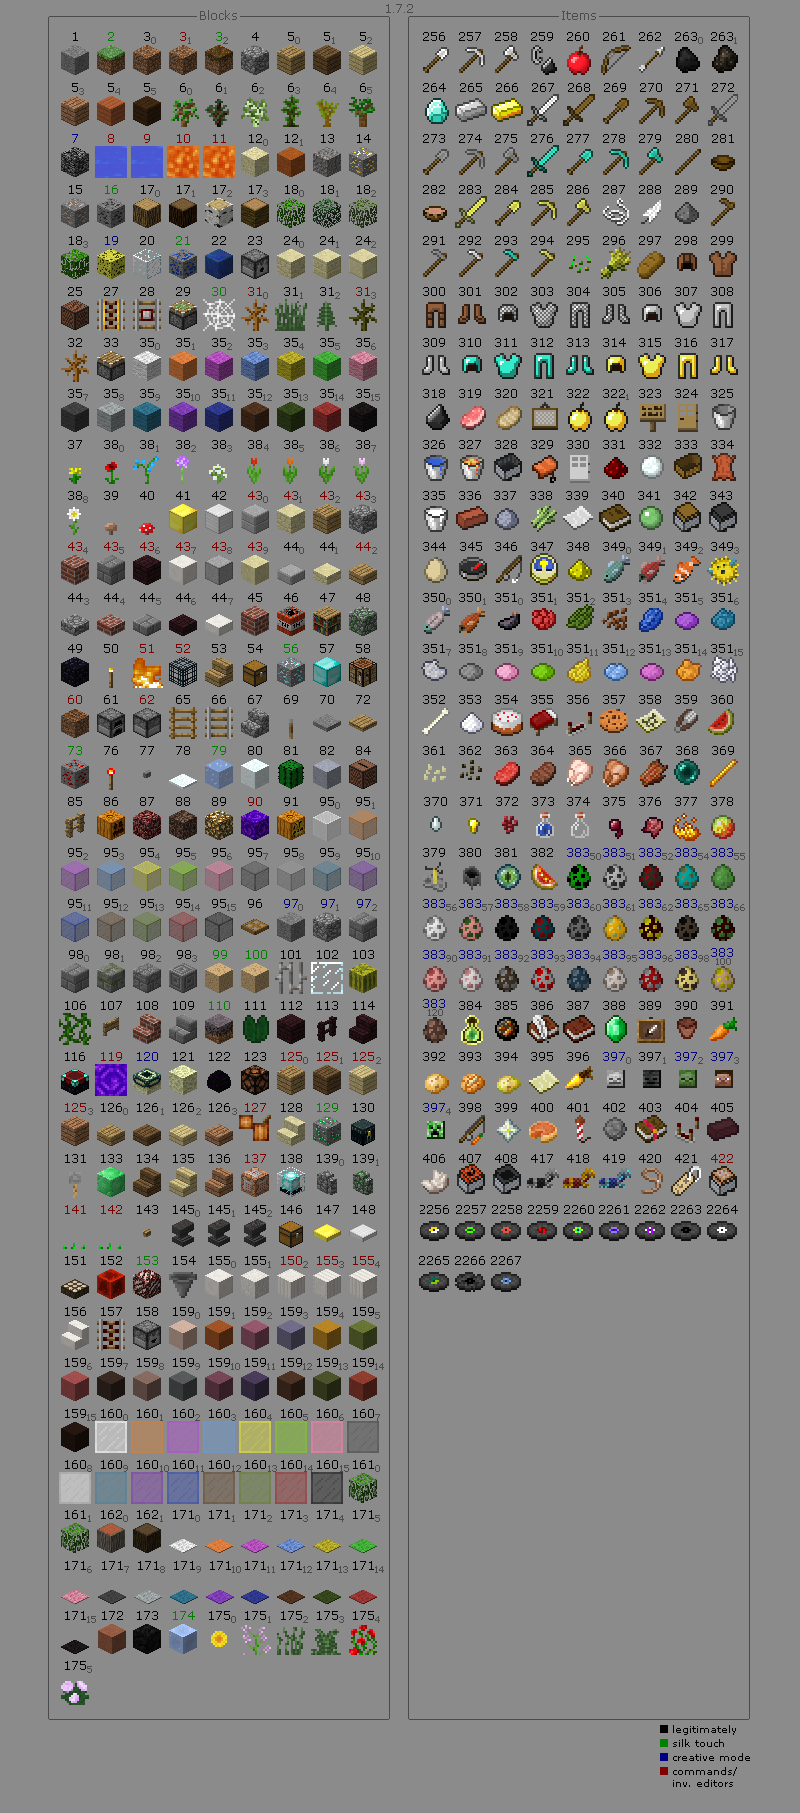 1.7.2
Blocks Items
1 2 3₀ 3₁ 3₂ 4 5₀ 5₁ 5₂
5₃ 5₄ 5₅ 6₀ 6₁ 6₂ 6₃ 6₄ 6₅
7 8 9 10 11 12₀ 12₁ 13 14
15 16 17₀ 17₁ 17₂ 17₃ 18₀ 18₁ 18₂
18₃ 19 20 21 22 23 24₀ 24₁ 24₂
25 27 28 29 30 31₀ 31₁ 31₂ 31₃
32 33 35₀ 35₁ 35₂ 35₃ 35₄ 35₅ 35₆
35₇ 35₈ 35₉ 35₁₀ 35₁₁ 35₁₂ 35₁₃ 35₁₄ 35₁₅
37 38₀ 38₁ 38₂ 38₃ 38₄ 38₅ 38₆ 38₇
38₈ 39 40 41 42 43₀ 43₁ 43₂ 43₃
43₄ 43₅ 43₆ 43₇ 43₈ 43₉ 44₀ 44₁ 44₂
44₃ 44₄ 44₅ 44₆ 44₇ 45 46 47 48
49 50 51 52 53 54 56 57 58
60 61 62 65 66 67 69 70 72
73 76 77 78 79 80 81 82 84
85 86 87 88 89 90 91 95₀ 95₁
95₂ 95₃ 95₄ 95₅ 95₆ 95₇ 95₈ 95₉ 95₁₀
95₁₁ 95₁₂ 95₁₃ 95₁₄ 95₁₅ 96 97₀ 97₁ 97₂
98₀ 98₁ 98₂ 98₃ 99 100 101 102 103
106 107 108 109 110 111 112 113 114
116 119 120 121 122 123 125₀ 125₁ 125₂
125₃ 126₀ 126₁ 126₂ 126₃ 127 128 129 130
131 133 134 135 136 137 138 139₀ 139₁
141 142 143 145₀ 145₁ 145₂ 146 147 148
151 152 153 154 155₀ 155₁ 155₂ 155₃ 155₄
156 157 158 159₀ 159₁ 159₂ 159₃ 159₄ 159₅
159₆ 159₇ 159₈ 159₉ 159₁₀ 159₁₁ 159₁₂ 159₁₃ 159₁₄
159₁₅ 160₀ 160₁ 160₂ 160₃ 160₄ 160₅ 160₆ 160₇
160₈ 160₉ 160₁₀ 160₁₁ 160₁₂ 160₁₃ 160₁₄ 160₁₅ 161₀
161₁ 162₀ 162₁ 171₀ 171₁ 171₂ 171₃ 171₄ 171₅
171₆ 171₇ 171₈ 171₉ 171₁₀ 171₁₁ 171₁₂ 171₁₃ 171₁₄
171₁₅ 172 173 174 175₀ 175₁ 175₂ 175₃ 175₄
175₅
256 257 258 259 260 261 262 263₀ 263₁
264 265 266 267 268 269 270 271 272
273 274 275 276 277 278 279 280 281
282 283 284 285 286 287 288 289 290
291 292 293 294 295 296 297 298 299
300 301 302 303 304 305 306 307 308
309 310 311 312 313 314 315 316 317
318 319 320 321 322 322₁ 323 324 325
326 327 328 329 330 331 332 333 334
335 336 337 338 339 340 341 342 343
344 345 346 347 348 349₀ 349₁ 349₂ 349₃
350₀ 350₁ 351₀ 351₁ 351₂ 351₃ 351₄ 351₅ 351₆
351₇ 351₈ 351₉ 351₁₀ 351₁₁ 351₁₂ 351₁₃ 351₁₄ 351₁₅
352 353 354 355 356 357 358 359 360
361 362 363 364 365 366 367 368 369
370 371 372 373 374 375 376 377 378
379 380 381 382 383₅₀ 383₅₁ 383₅₂ 383₅₄ 383₅₅
383₅₆ 383₅₇ 383₅₈ 383₅₉ 383₆₀ 383₆₁ 383₆₂ 383₆₅ 383₆₆
383₉₀ 383₉₁ 383₉₂ 383₉₃ 383₉₄ 383₉₅ 383₉₆ 383₉₈ 383₁₀₀
383₁₂₀ 384 385 386 387 388 389 390 391
392 393 394 395 396 397₀ 397₁ 397₂ 397₃
397₄ 398 399 400 401 402 403 404 405
406 407 408 417 418 419 420 421 422
2256 2257 2258 2259 2260 2261 2262 2263 2264
2265 2266 2267
legitimately
silk touch
creative mode
commands/
inv. editors